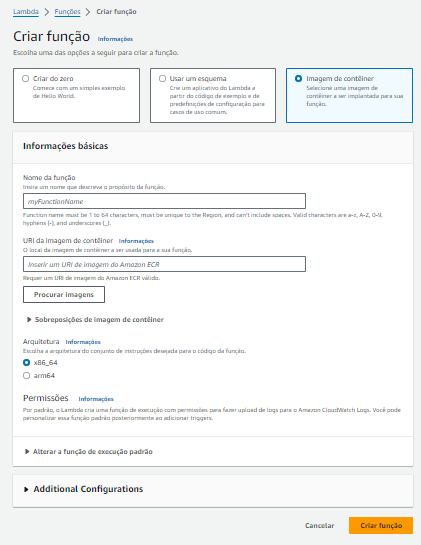 Lambda > Funções > Criar função
Criar função Informações
Escolha uma das opções a seguir para criar a função.
Criar do zero
Comece com um simples exemplo
de Hello World.
Usar um esquema
Crie um aplicativo do Lambda a
partir do código de exemplo e de
predefinições de configuração para
casos de uso comum.
Imagem de contêiner
Selecione uma imagem de
contêiner a ser implantada para sua
função.
Informações básicas
Nome da função
Insira um nome que descreva o propósito da função.
myFunctionName
Function name must be 1 to 64 characters, must be unique to the Region, and can't include spaces. Valid characters are a-z, A-Z, 0-9,
hyphens (-), and underscores (_).
URI da imagem de contêiner Informações
O local da imagem de contêiner a ser usada para a sua função.
Inserir um URI de imagem do Amazon ECR
Requer um URI de imagem do Amazon ECR válido.
Procurar imagens
Sobreposições de imagem de contêiner
Arquitetura Informações
Escolha a arquitetura do conjunto de instruções desejada para o código da função.
x86_64
arm64
Permissões Informações
Por padrão, o Lambda cria uma função de execução com permissões para fazer upload de logs para o Amazon CloudWatch Logs. Você pode
personalizar essa função padrão posteriormente ao adicionar triggers.
Alterar a função de execução padrão
Additional Configurations
Cancelar Criar função